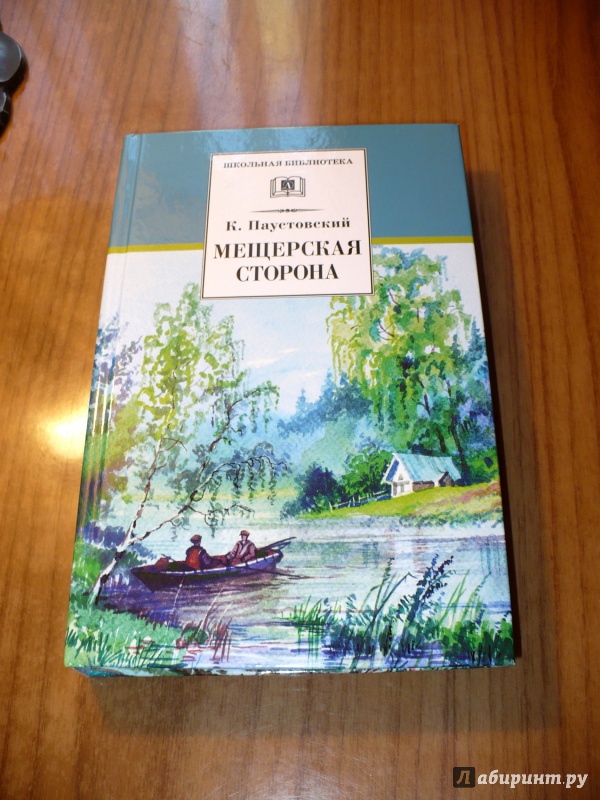 ШКОЛЬНАЯ БИБЛИОТЕКА
Д
К. Паустовский
МЕЩЕРСКАЯ
СТОРОНА
Лабиринт.ру